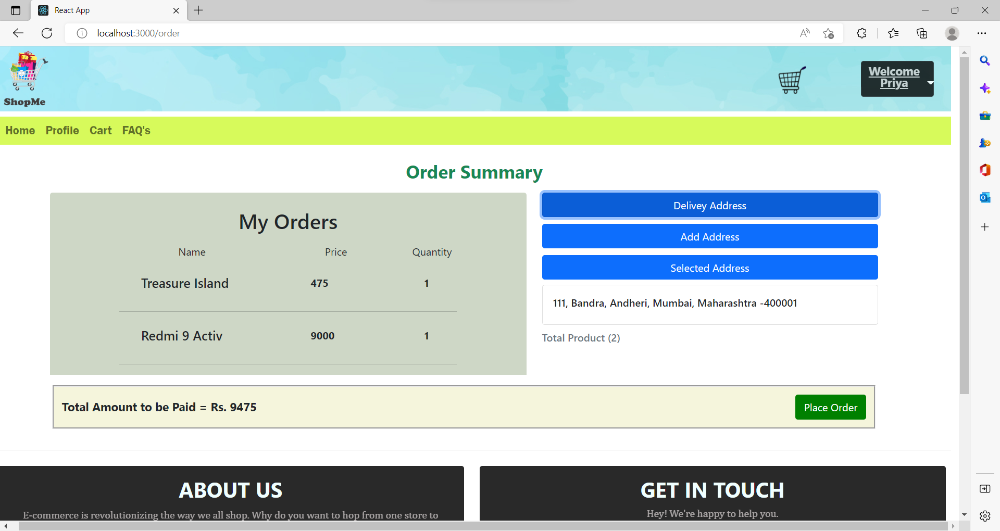 React App
localhost:3000/order
ShopMe
Welcome
Priya
Home Profile Cart FAQ's
Order Summary
My Orders
Name Price Quantity
Treasure Island 475 1
Redmi 9 Activ 9000 1
Delivey Address
Add Address
Selected Address
111, Bandra, Andheri, Mumbai, Maharashtra -400001
Total Product (2)
Total Amount to be Paid = Rs. 9475
Place Order
ABOUT US
E-commerce is revolutionizing the way we all shop. Why do you want to hop from one store to
GET IN TOUCH
Hey! We're happy to help you.